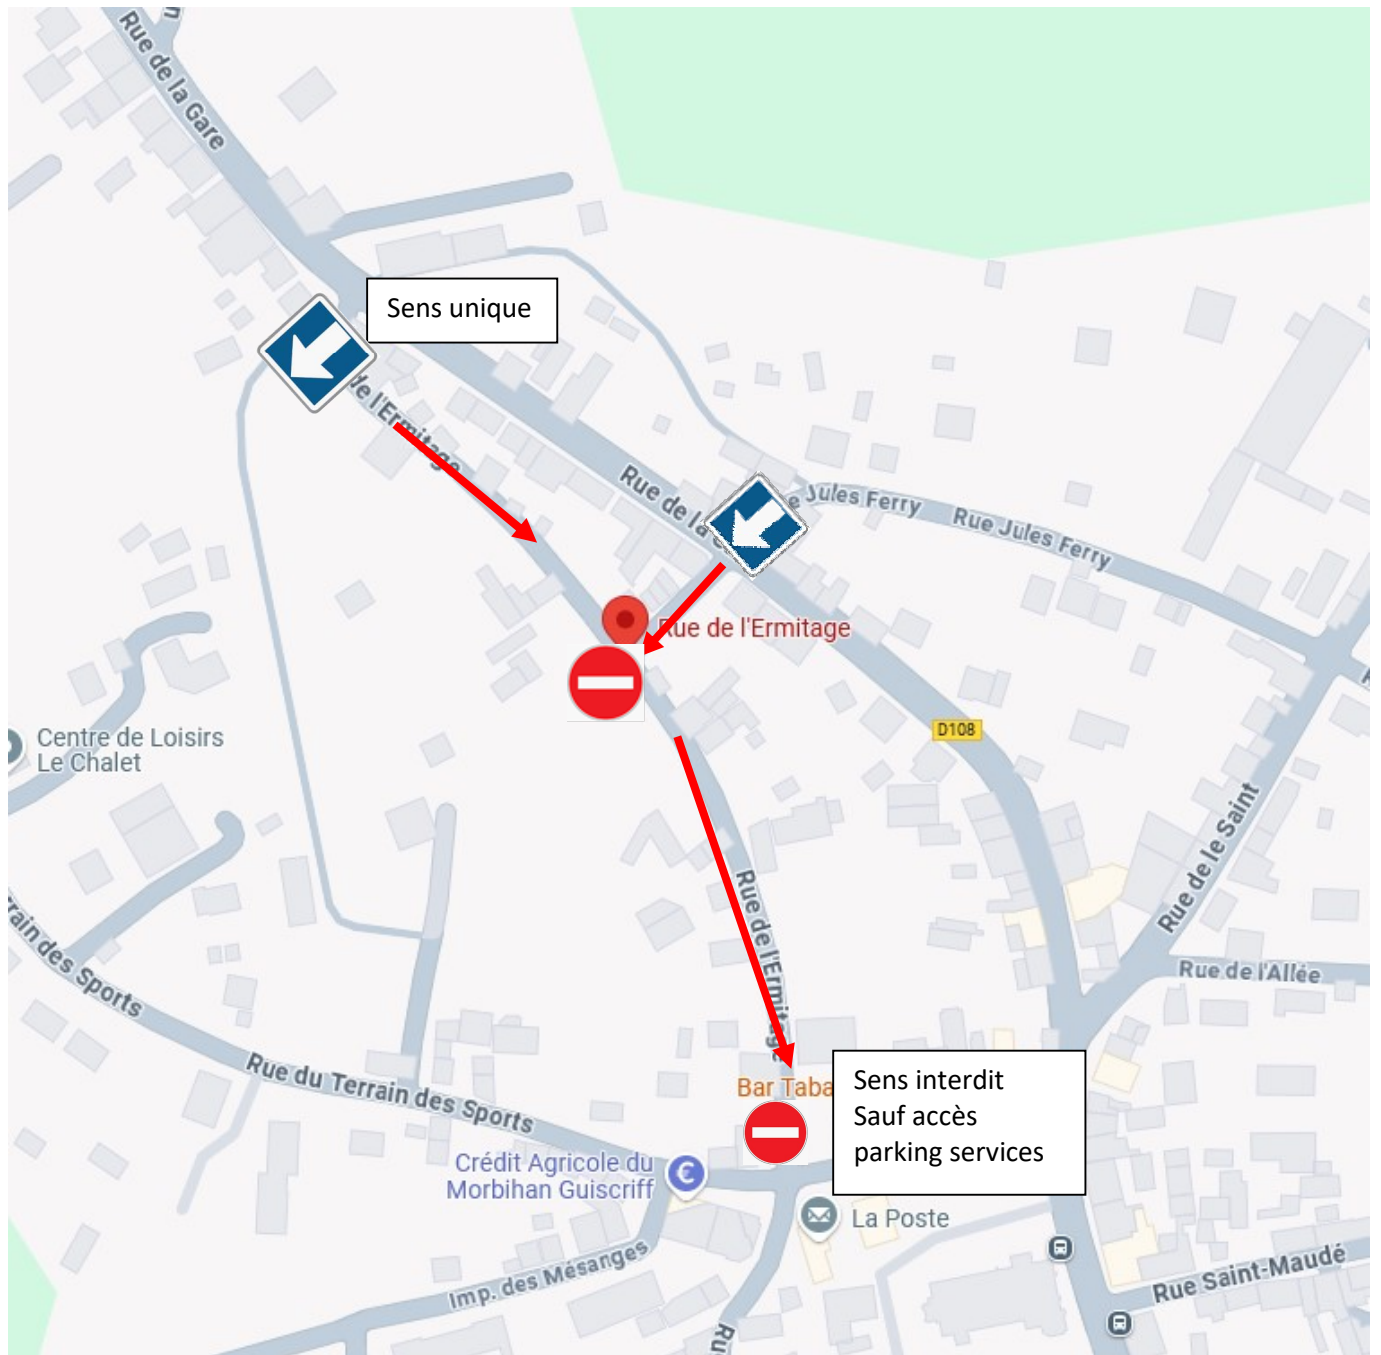 Rue de la Gare
Sens unique
de l'Ermitage
Rue de la
Jules Ferry
Rue Jules Ferry
Rue de l'Ermitage
D108
Centre de Loisirs
Le Chalet
Rue de le Saint
Rue de l'Ermitage
Rue de l'Allée
Terrain des Sports
Rue du Terrain des Sports
Bar Taba
Sens interdit
Sauf accès
parking services
Crédit Agricole du
Morbihan Guiscriff
La Poste
Imp. des Mésanges
Rue Saint-Maudé
Ru